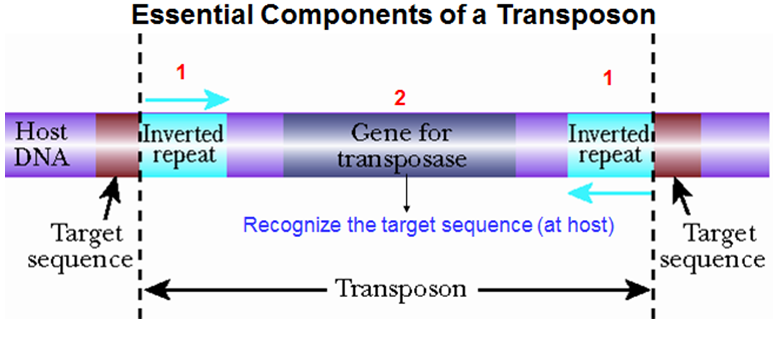 Essential Components of a Transposon
1
1
2
Host
DNA
Inverted
repeat
Gene for
transposase
Inverted
repeat
Recognize the target sequence (at host)
Target
sequence
Target
sequence
Transposon